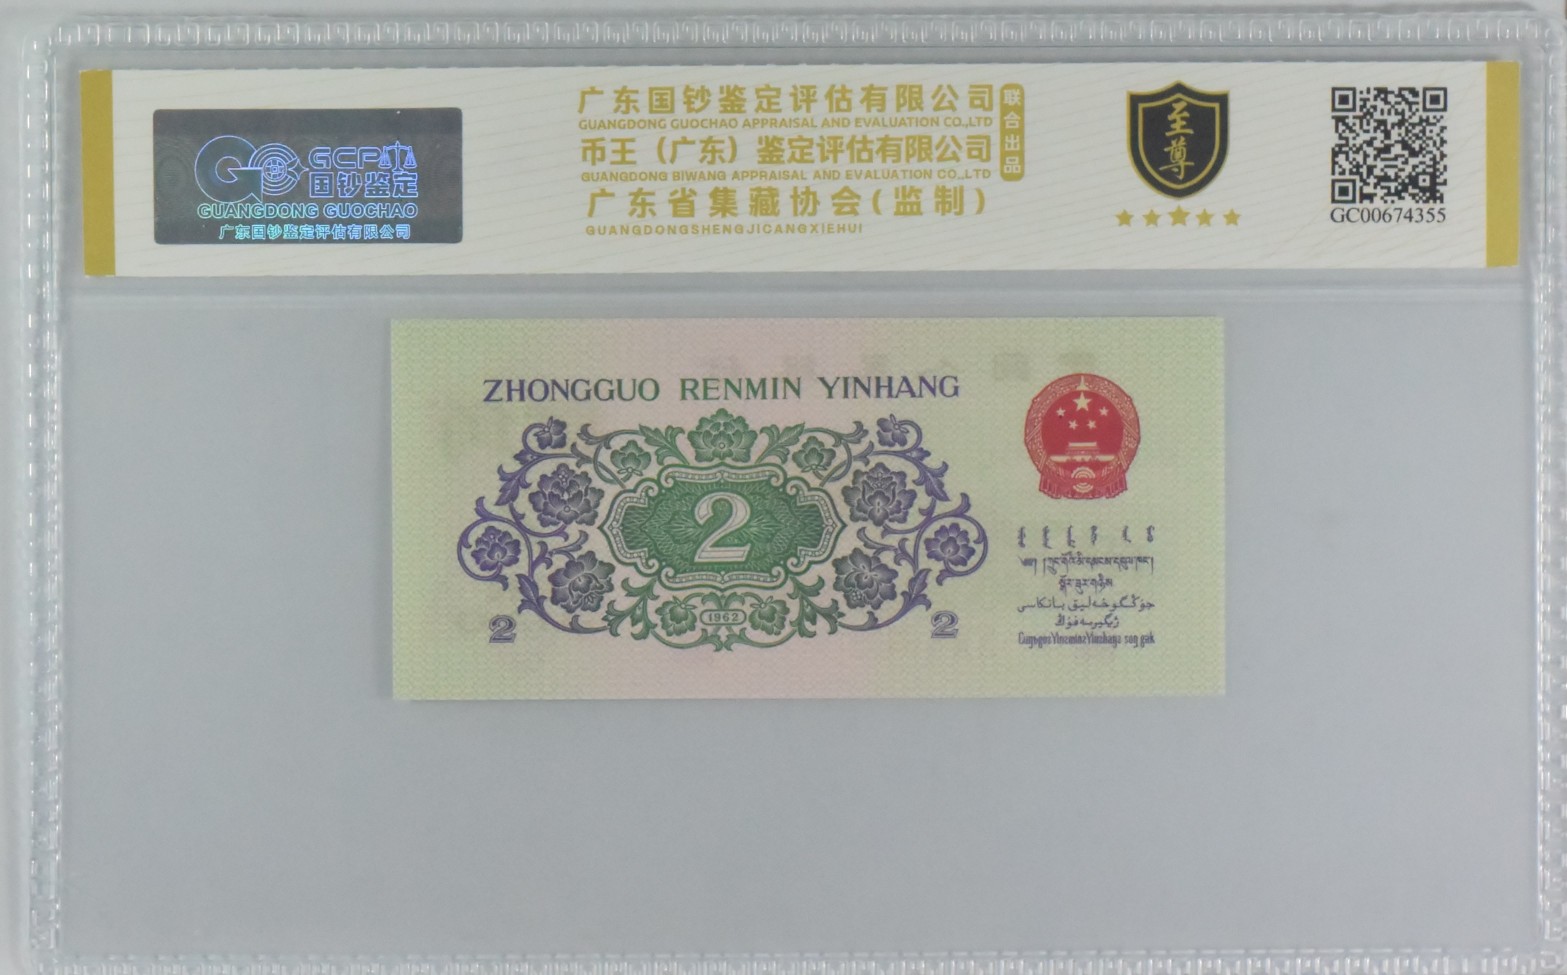 GCP
国钞鉴定
GUANGDONG GUOCHAO
广东国钞鉴定评估有限公司
广东国钞鉴定评估有限公司
GUANGDONG GUOCHAO APPRAISAL AND EVALUATION CO.,LTD
币王（广东）鉴定评估有限公司
GUANGDONG BIWANG APPRAISAL AND EVALUATION CO.,LTD
广东省集藏协会(监制)
GUANGDONGSHENGJICANGXIEHUI
联合出品
至尊
GC00674355
ZHONGGUO RENMIN YINHANG
2
1962
2
2